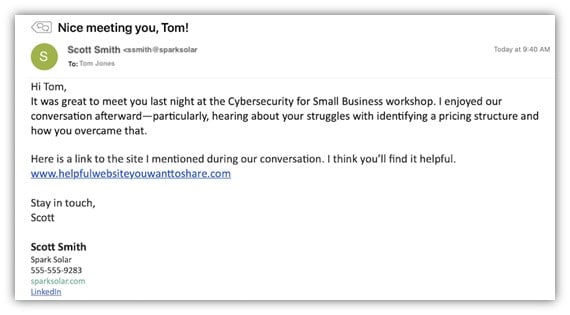 Nice meeting you, Tom!
S
Scott Smith <ssmith@sparksolar
Today at 9:40 AM
To: Tom Jones
Hi Tom,
It was great to meet you last night at the Cybersecurity for Small Business workshop. I enjoyed our
conversation afterward—particularly, hearing about your struggles with identifying a pricing structure and
how you overcame that.
Here is a link to the site I mentioned during our conversation. I think you'll find it helpful.
www.helpfulwebsiteyouwanttoshare.com
Stay in touch,
Scott
Scott Smith
Spark Solar
555-555-9283
sparksolar.com
LinkedIn